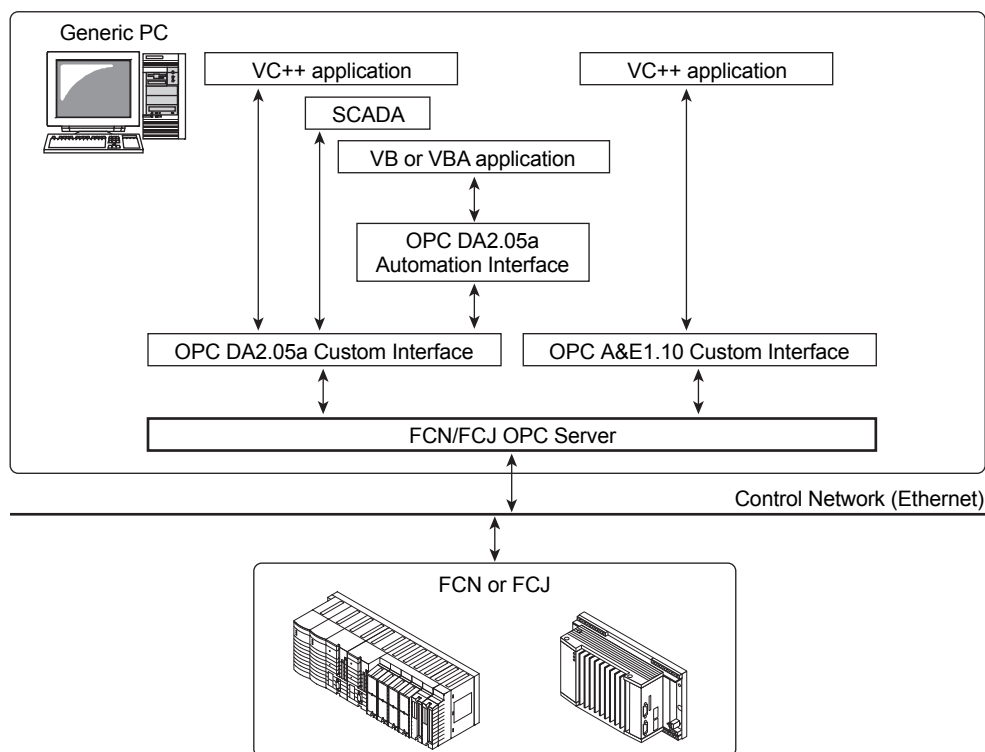 Generic PC
VC++ application
VC++ application
SCADA
VB or VBA application
OPC DA2.05a
Automation Interface
OPC DA2.05a Custom Interface
OPC A&E1.10 Custom Interface
FCN/FCJ OPC Server
Control Network (Ethernet)
FCN or FCJ